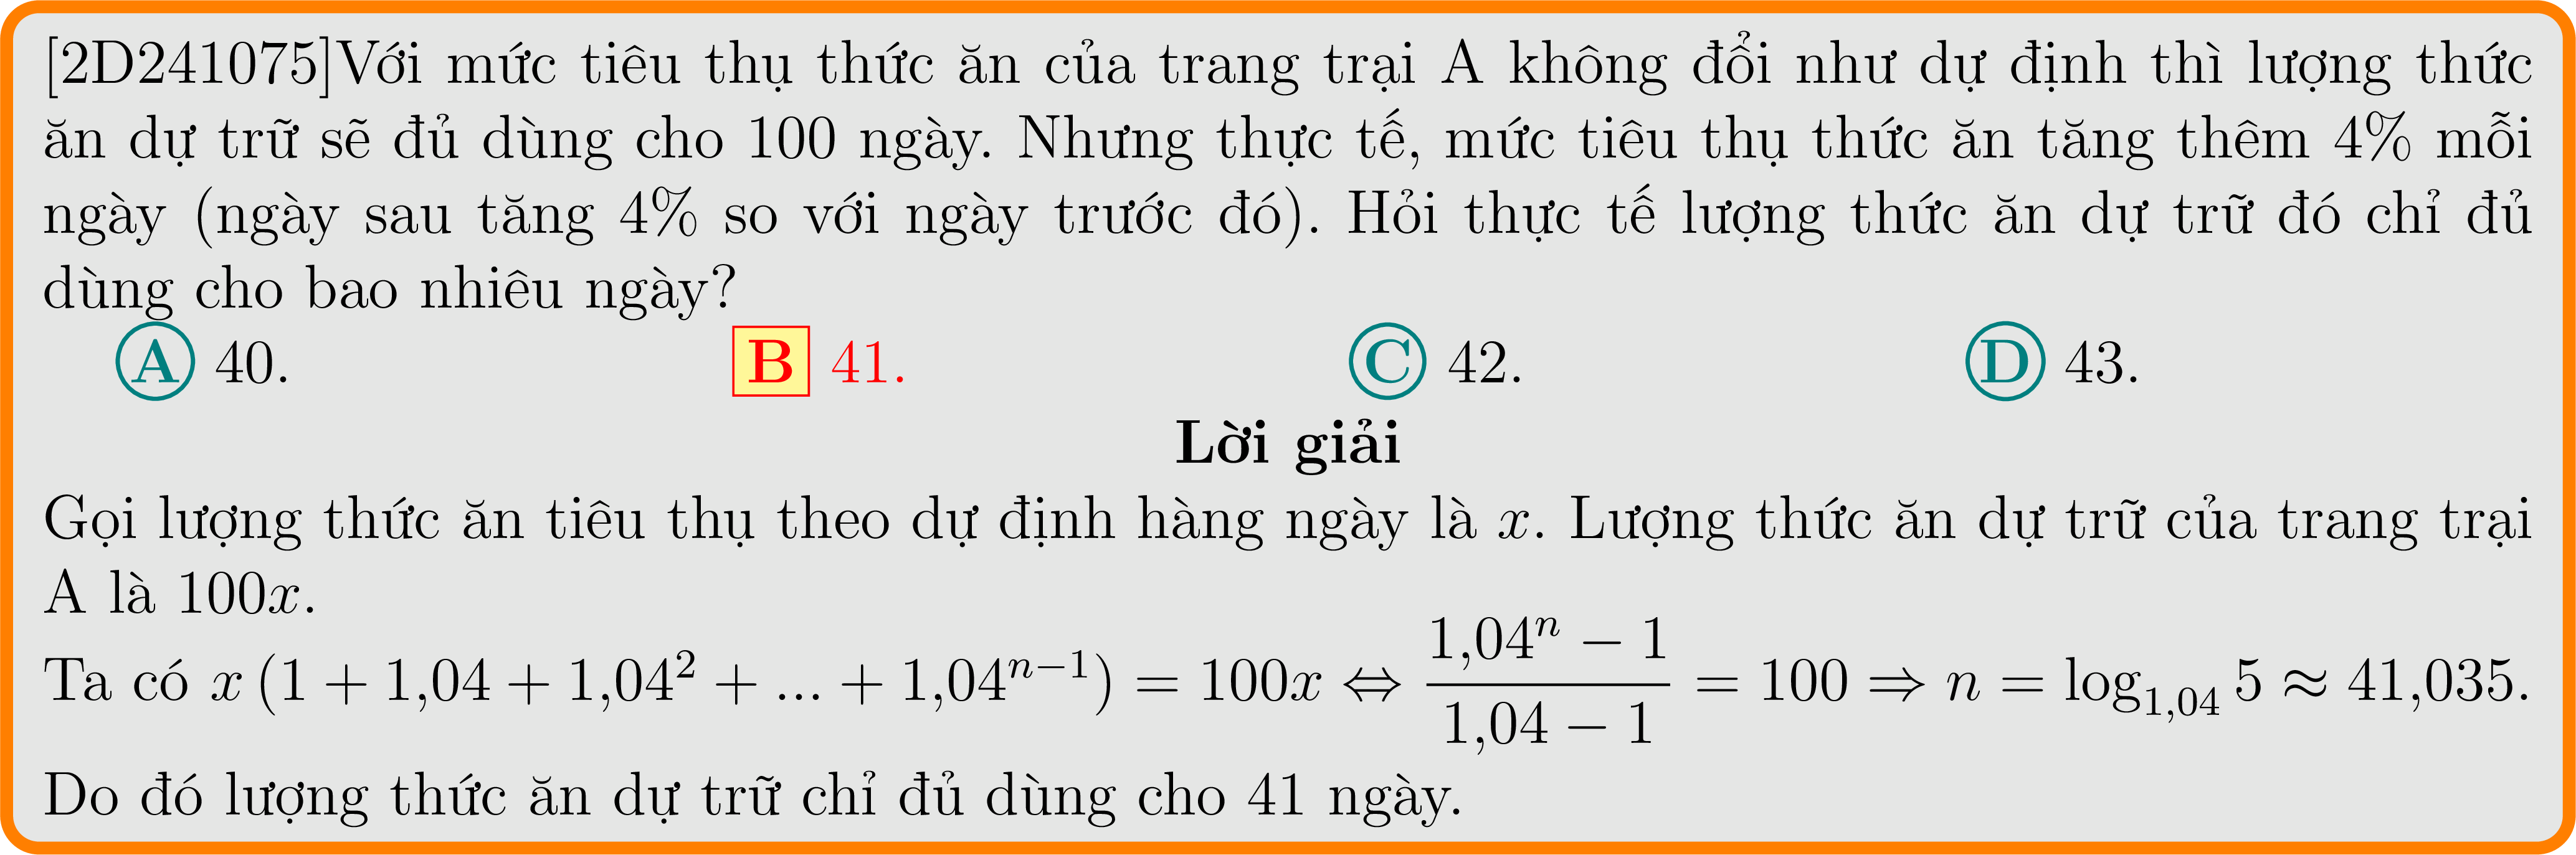 [2D241075]Với mức tiêu thụ thức ăn của trang trại A không đổi như dự định thì lượng thức
ăn dự trữ sẽ đủ dùng cho 100 ngày. Nhưng thực tế, mức tiêu thụ thức ăn tăng thêm 4% mỗi
ngày (ngày sau tăng 4% so với ngày trước đó). Hỏi thực tế lượng thức ăn dự trữ đó chỉ đủ
dùng cho bao nhiêu ngày?
A 40. B 41. C 42. D 43.
Lời giải
Gọi lượng thức ăn tiêu thụ theo dự định hàng ngày là x. Lượng thức ăn dự trữ của trang trại
A là 100x.
Ta có $x\left(1 + 1{,}04 + 1{,}04^2 + ... + 1{,}04^{n-1}\right) = 100x \Leftrightarrow \frac{1{,}04^n - 1}{1{,}04 - 1} = 100 \Rightarrow n = \log_{1{,}04} 5 \approx 41{,}035.$
Do đó lượng thức ăn dự trữ chỉ đủ dùng cho 41 ngày.